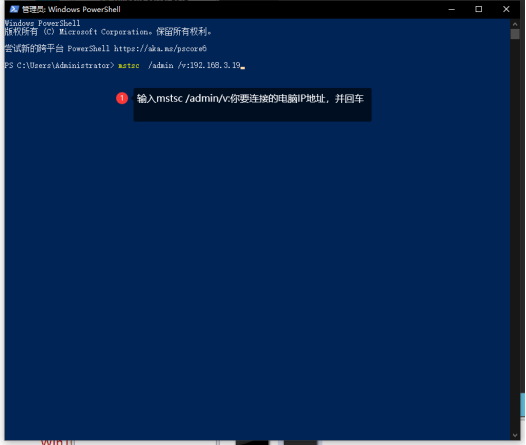 管理员: Windows PowerShell
Windows PowerShell
版权所有 (C) Microsoft Corporation。保留所有权利。
尝试新的跨平台 PowerShell https://aka.ms/pscore6
PS C:\Users\Administrator> mstsc  /admin /v:192.168.3.19
1 输入mstsc /admin/v:你要连接的电脑IP地址，并回车